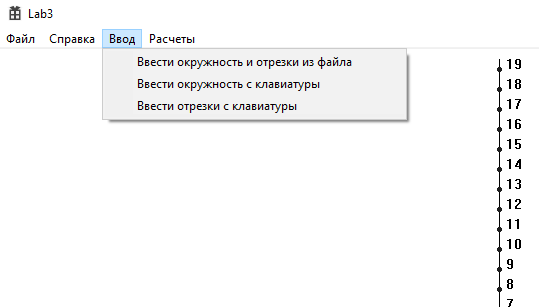 Lab3
Файл Справка Ввод Расчеты
Ввести окружность и отрезки из файла
Ввести окружность с клавиатуры
Ввести отрезки с клавиатуры
19
18
17
16
15
14
13
12
11
10
9
8
7